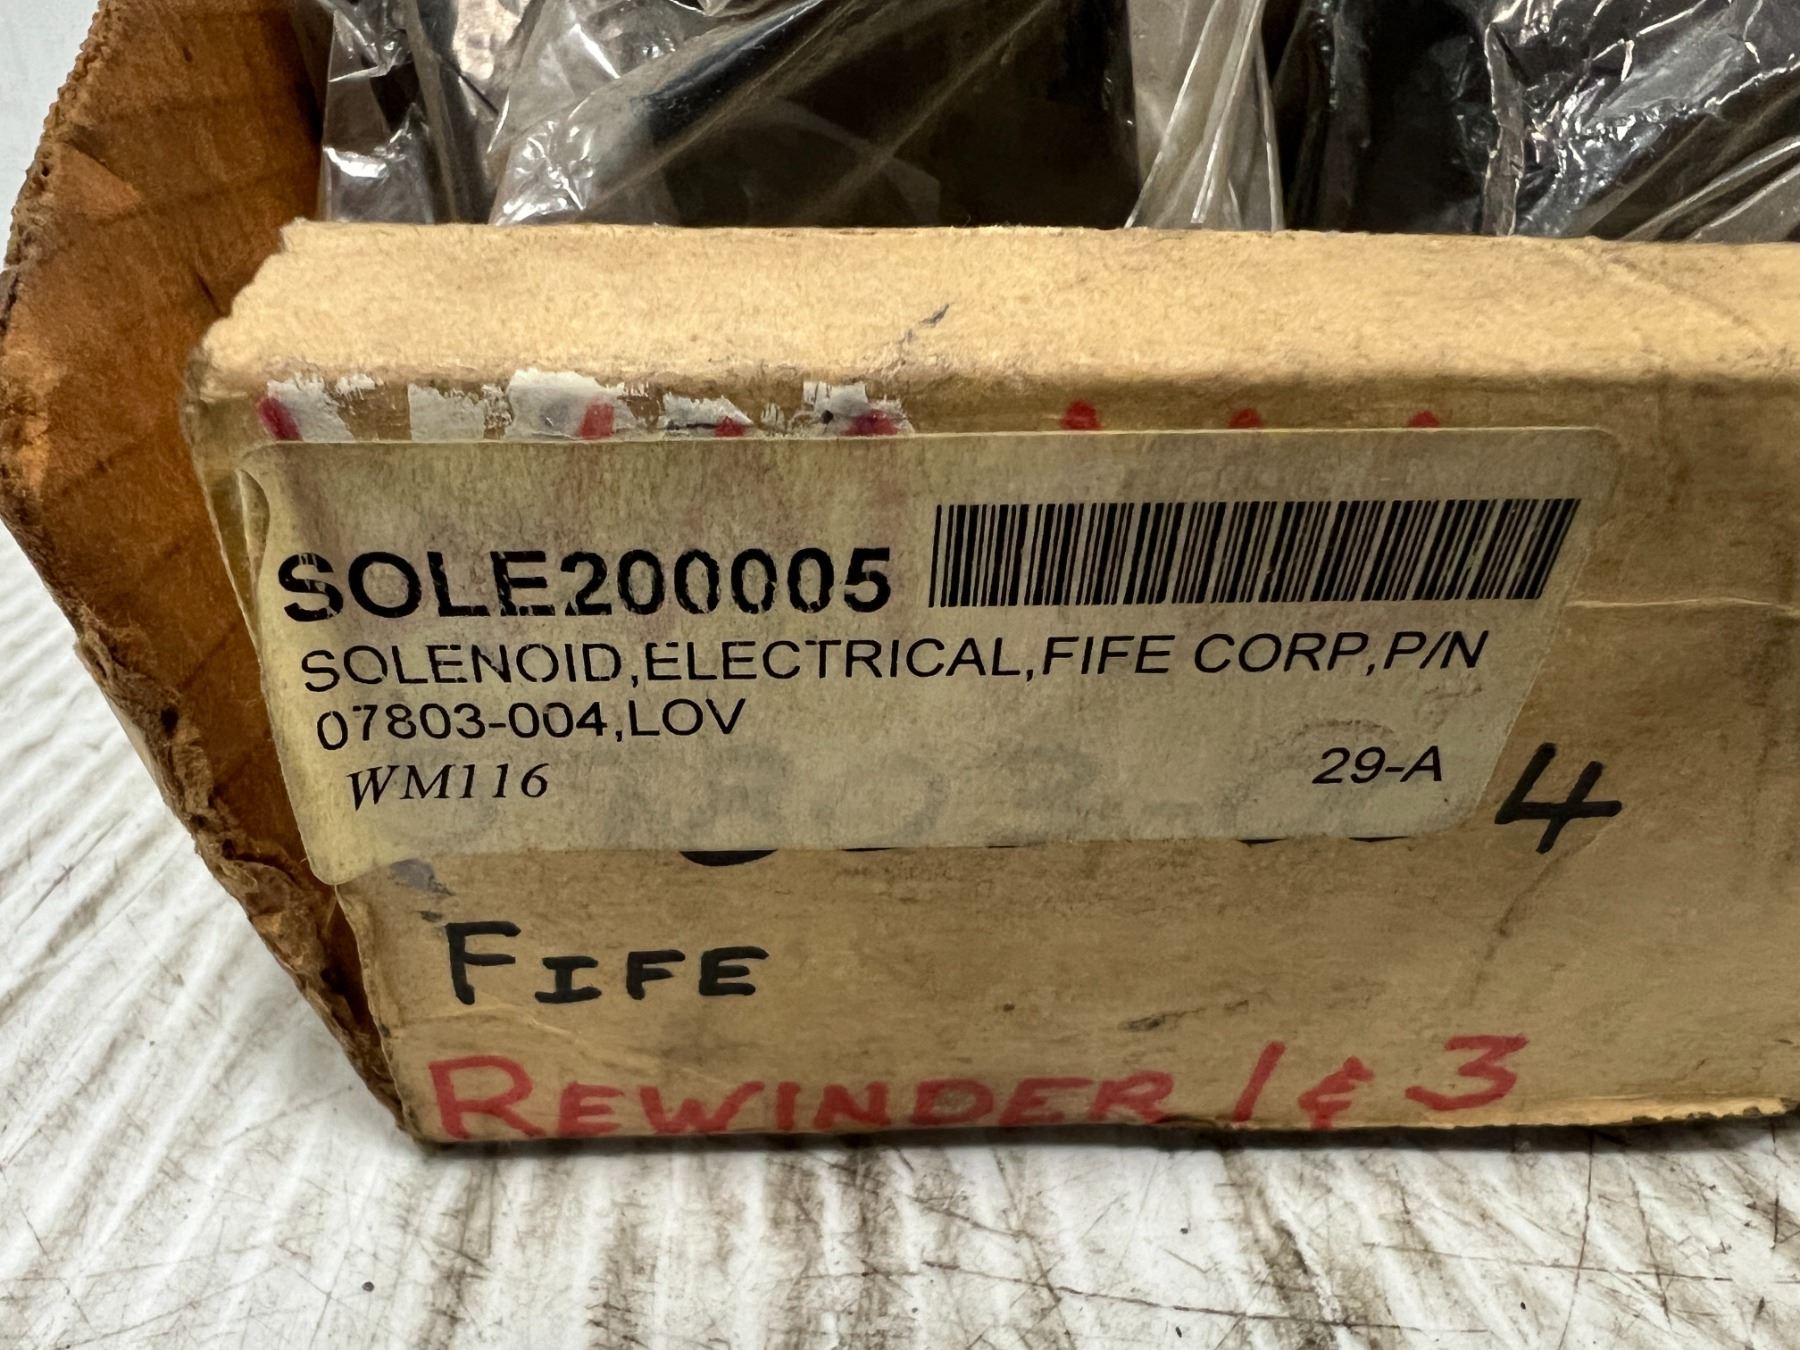 SOLE200005
SOLENOID,ELECTRICAL,FIFE CORP,P/N
07803-004,LOV
WM116 29-A
4
FIFE
REWINDER 1 & 3